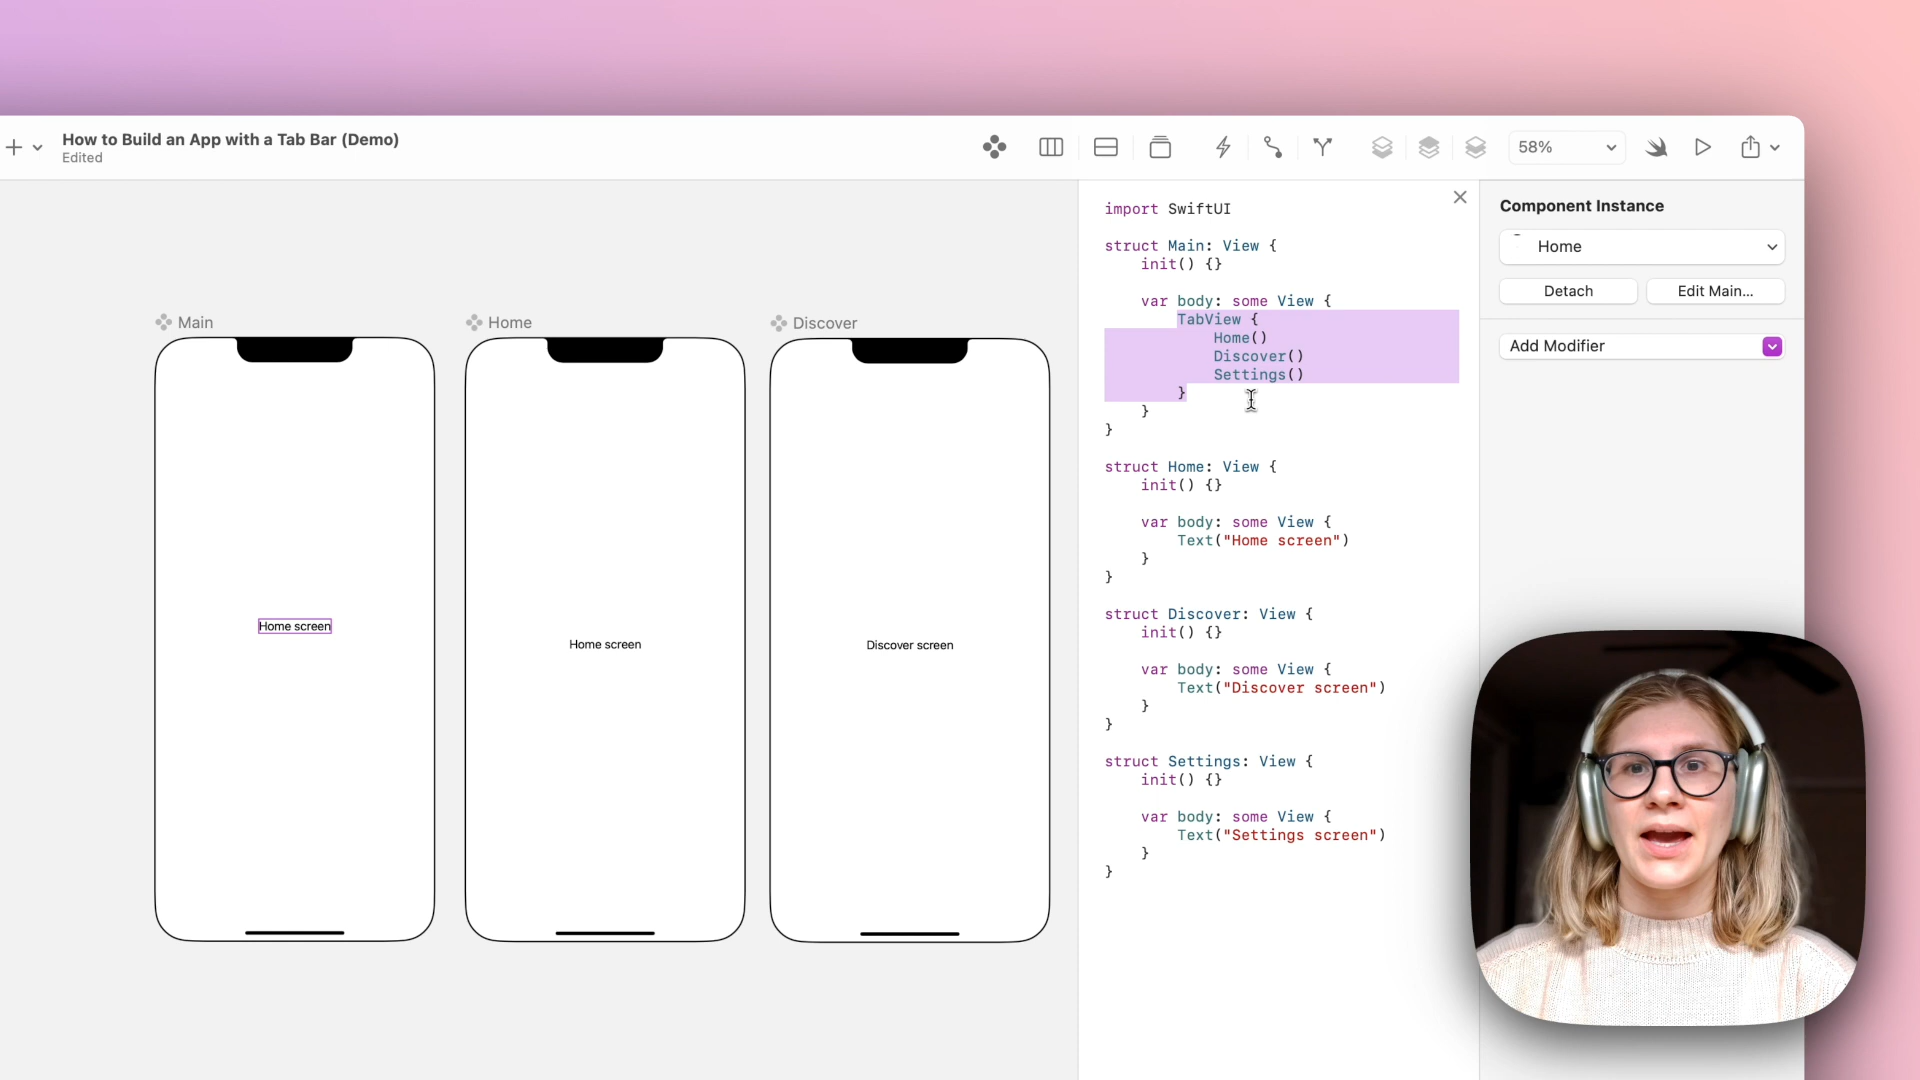 How to Build an App with a Tab Bar (Demo)
Edited
58%
Main
Home
Discover
Home screen
Home screen
Discover screen
import SwiftUI
struct Main: View {
    init() {}
    var body: some View {
        TabView {
            Home()
            Discover()
            Settings()
        }
    }
}
struct Home: View {
    init() {}
    var body: some View {
        Text("Home screen")
    }
}
struct Discover: View {
    init() {}
    var body: some View {
        Text("Discover screen")
    }
}
struct Settings: View {
    init() {}
    var body: some View {
        Text("Settings screen")
    }
}
Component Instance
Home
Detach
Edit Main...
Add Modifier